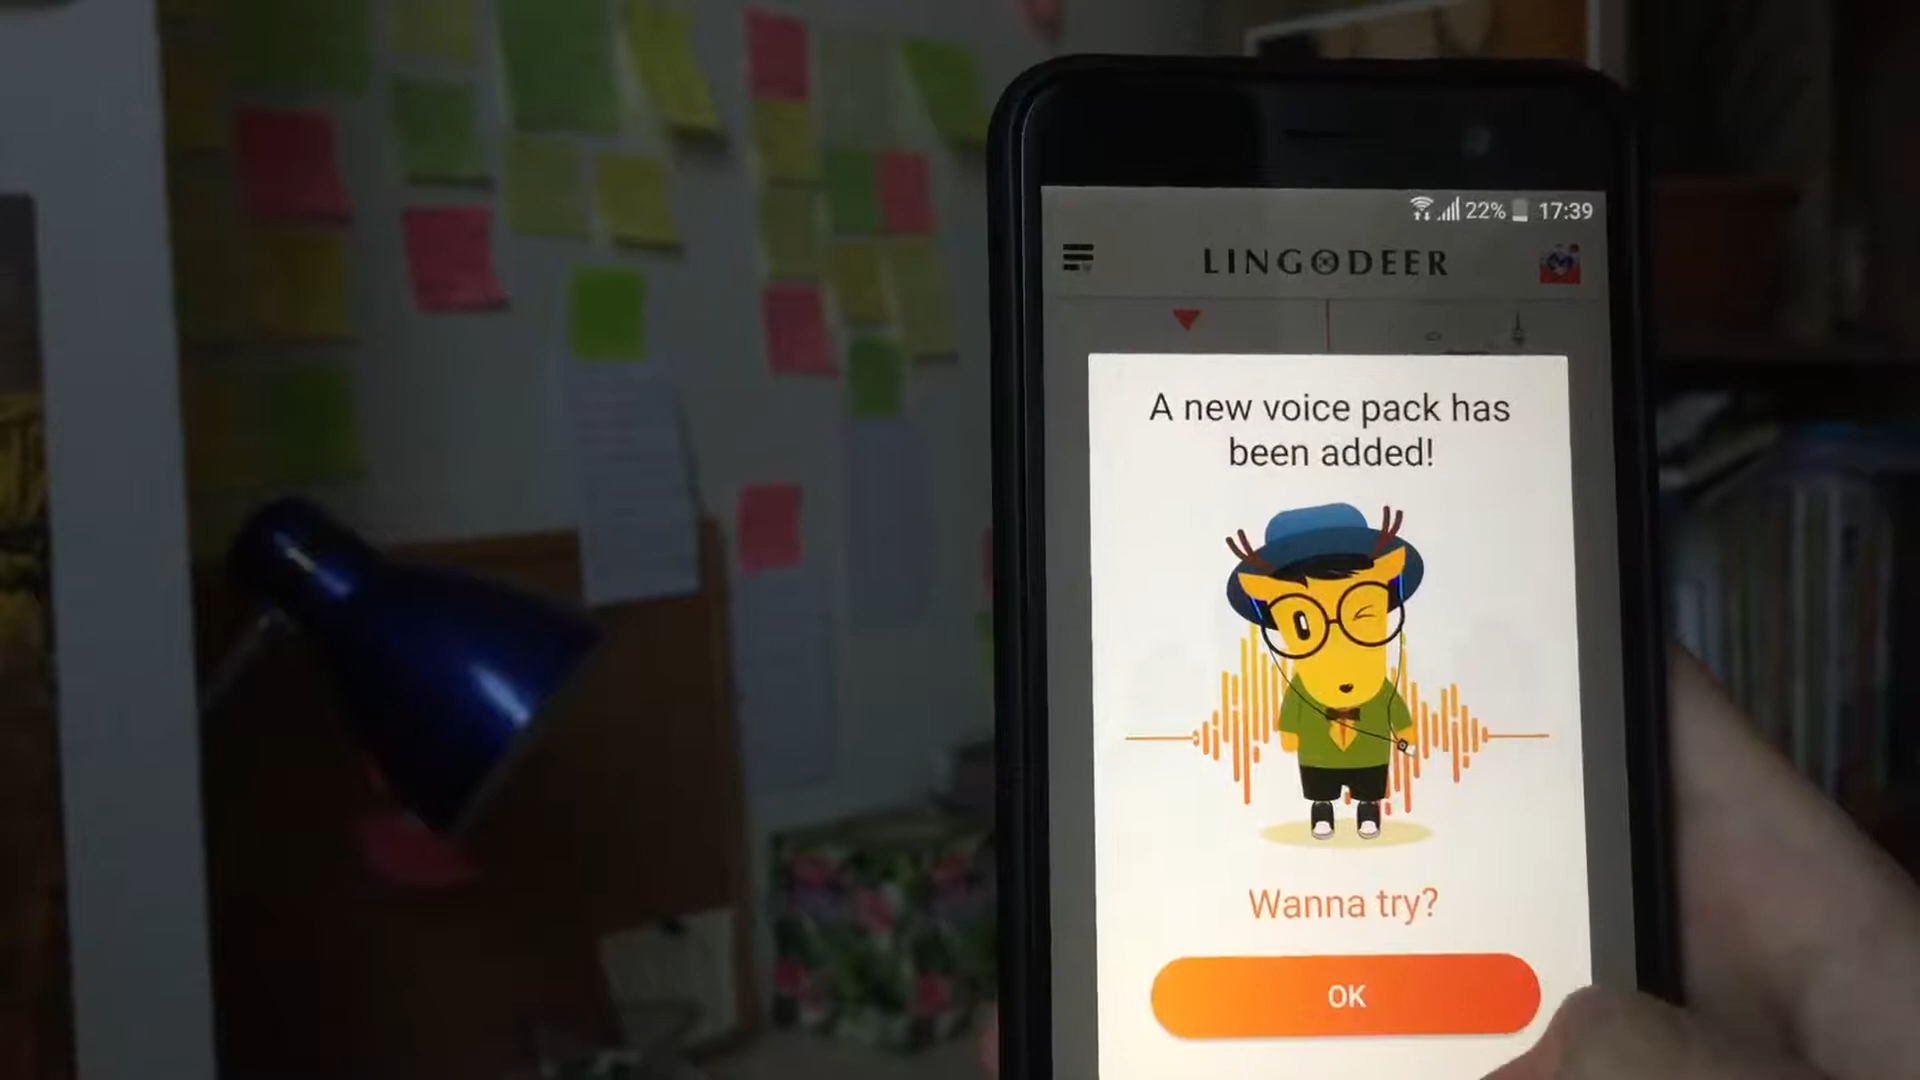 22% 17:39
LINGODEER
A new voice pack has
been added!
Wanna try?
OK